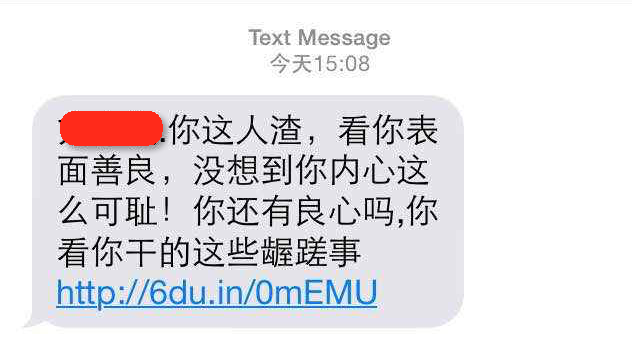 Text Message
今天15:08
.你这人渣，看你表
面善良，没想到你内心这
么可耻！你还有良心吗,你
看你干的这些龌蹉事
http://6du.in/0mEMU